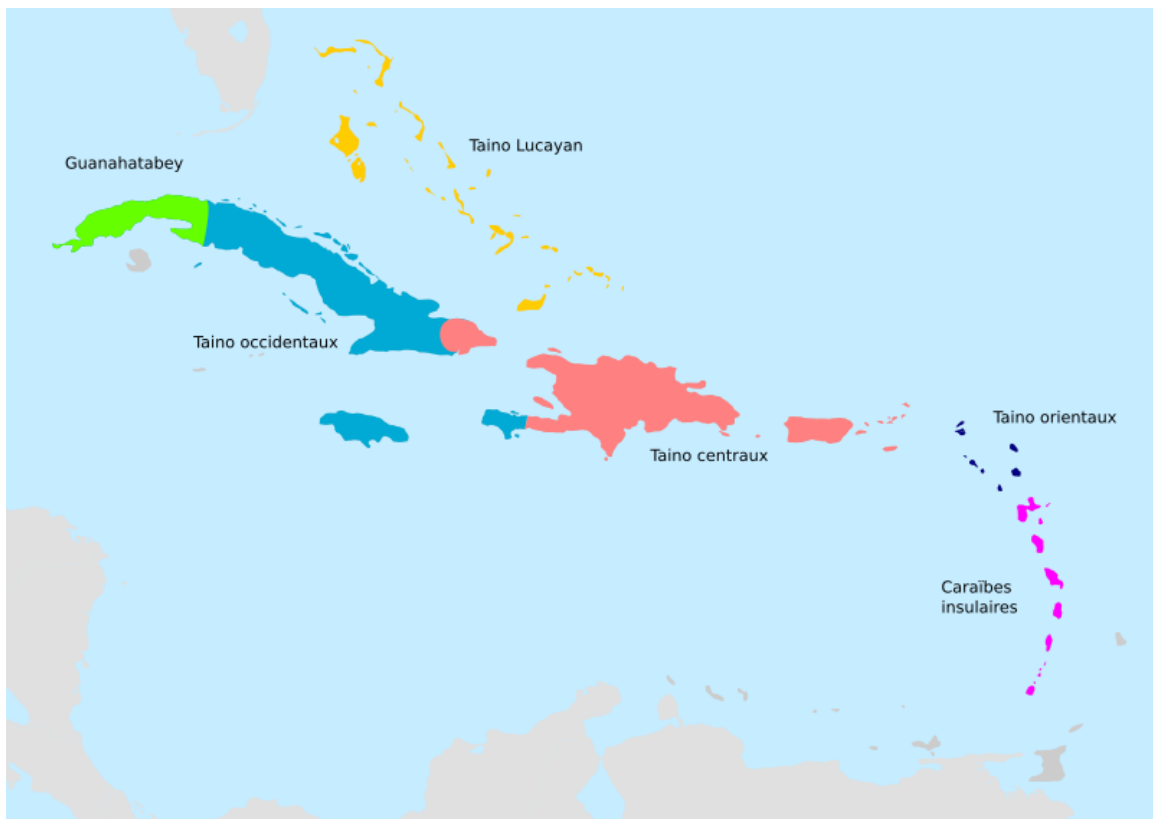 Taino Lucayan
Guanahatabey
Taino occidentaux
Taino orientaux
Taino centraux
Caraïbes
insulaires